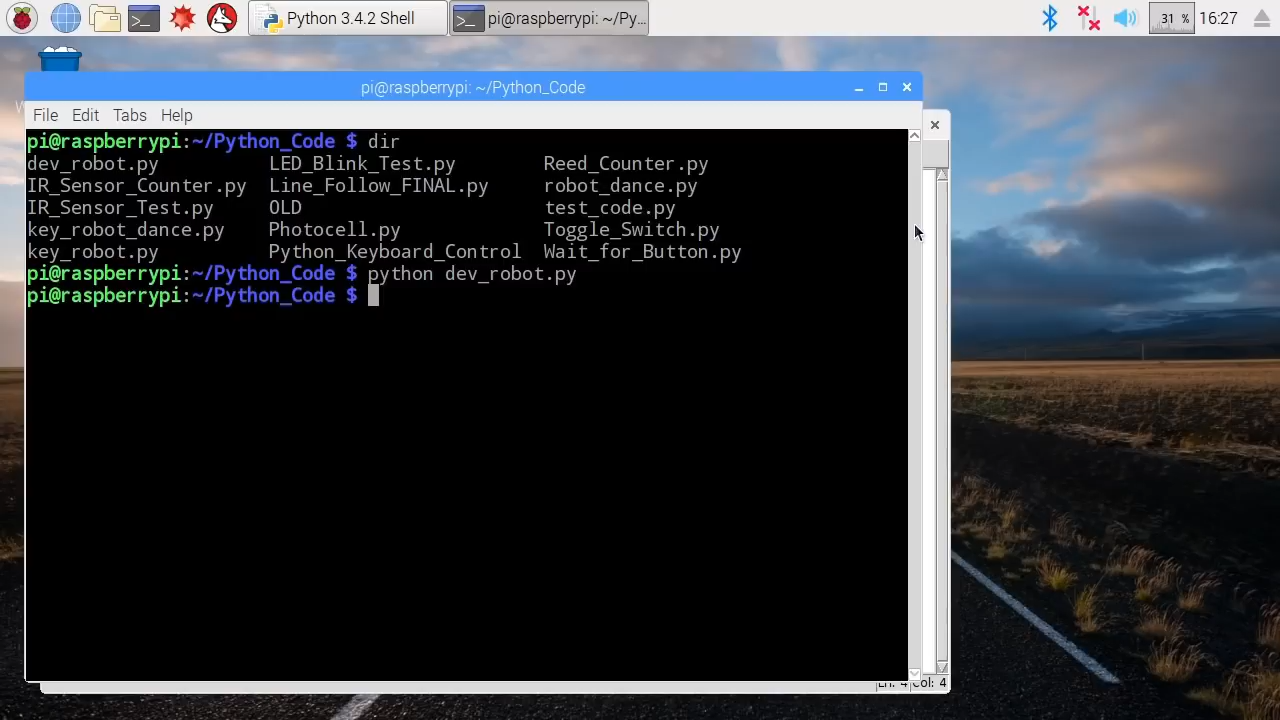 Python 3.4.2 Shell
pi@raspberrypi: ~/Py...
31 %
16:27
pi@raspberrypi: ~/Python_Code
File Edit Tabs Help
pi@raspberrypi:~/Python_Code $ dir
dev_robot.py LED_Blink_Test.py Reed_Counter.py
IR_Sensor_Counter.py Line_Follow_FINAL.py robot_dance.py
IR_Sensor_Test.py OLD test_code.py
key_robot_dance.py Photocell.py Toggle_Switch.py
key_robot.py Python_Keyboard_Control Wait_for_Button.py
pi@raspberrypi:~/Python_Code $ python dev_robot.py
pi@raspberrypi:~/Python_Code $
Ln: 4 Col: 4